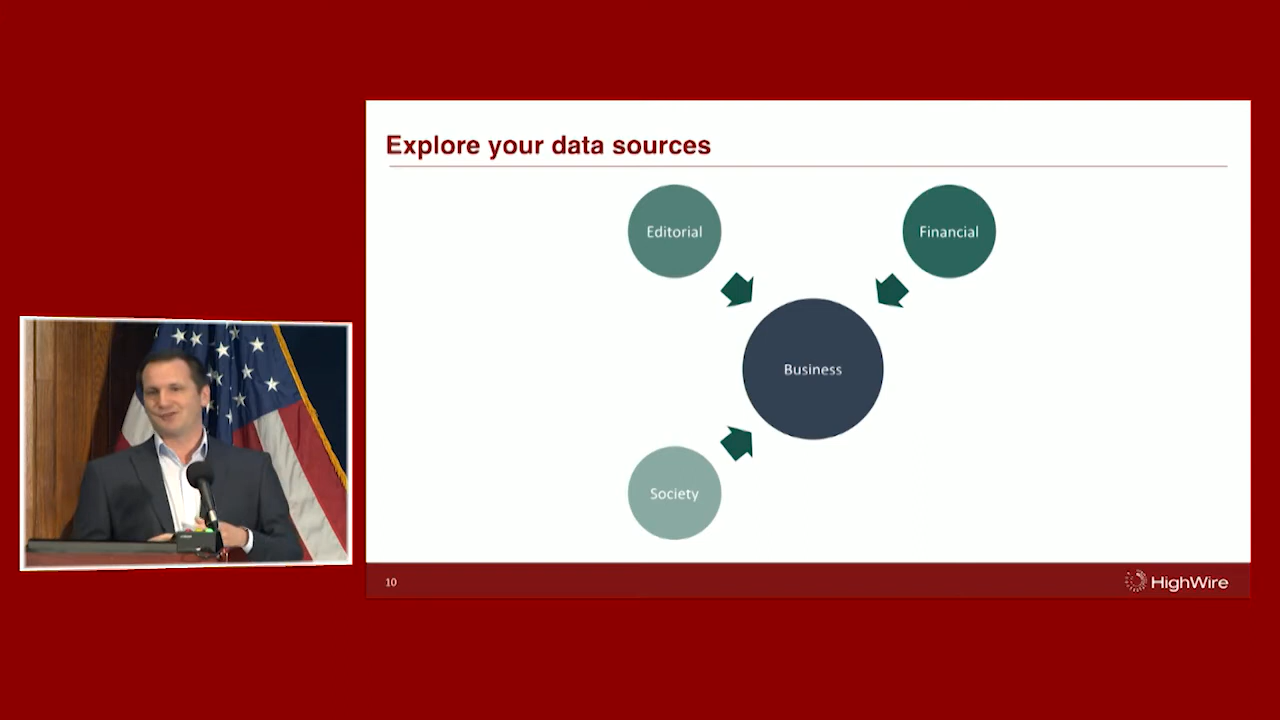 Explore your data sources
Editorial
Financial
Business
Society
10
HighWire